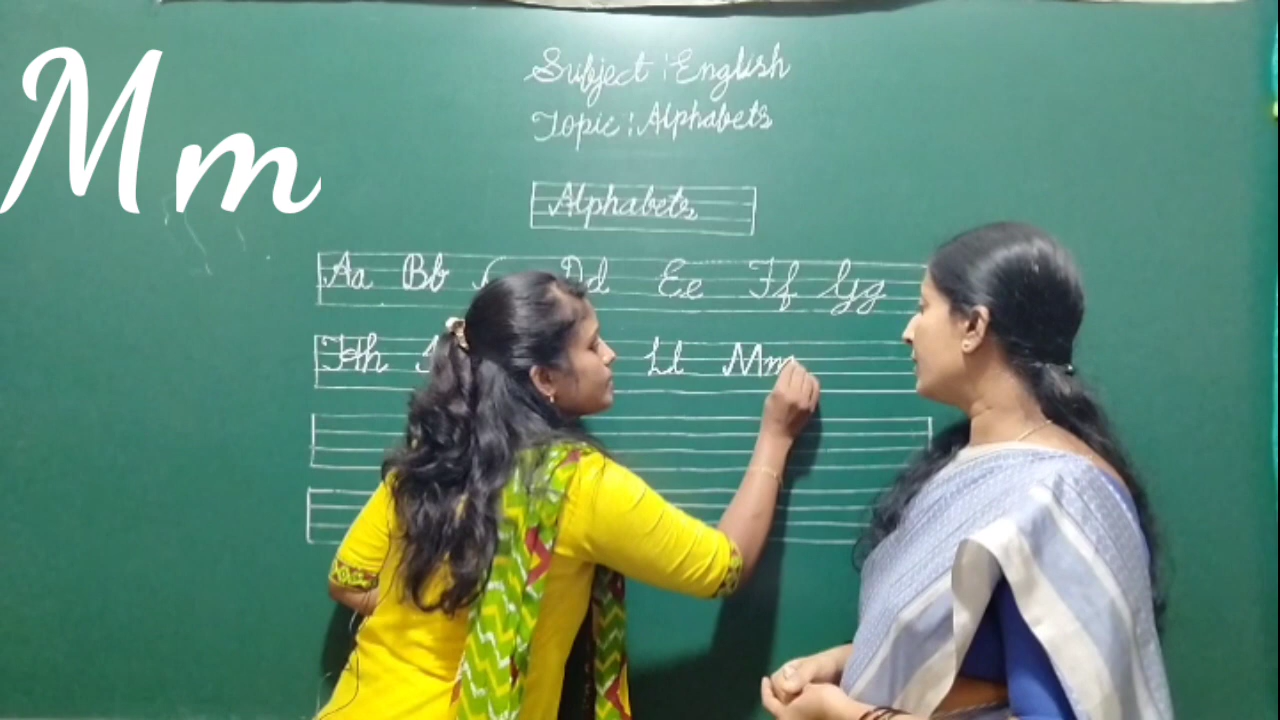 Mm
Subject : English
Topic : Alphabets
Alphabets
Aa Bb Dd Ee Ff Gg
Hh Ll Mm